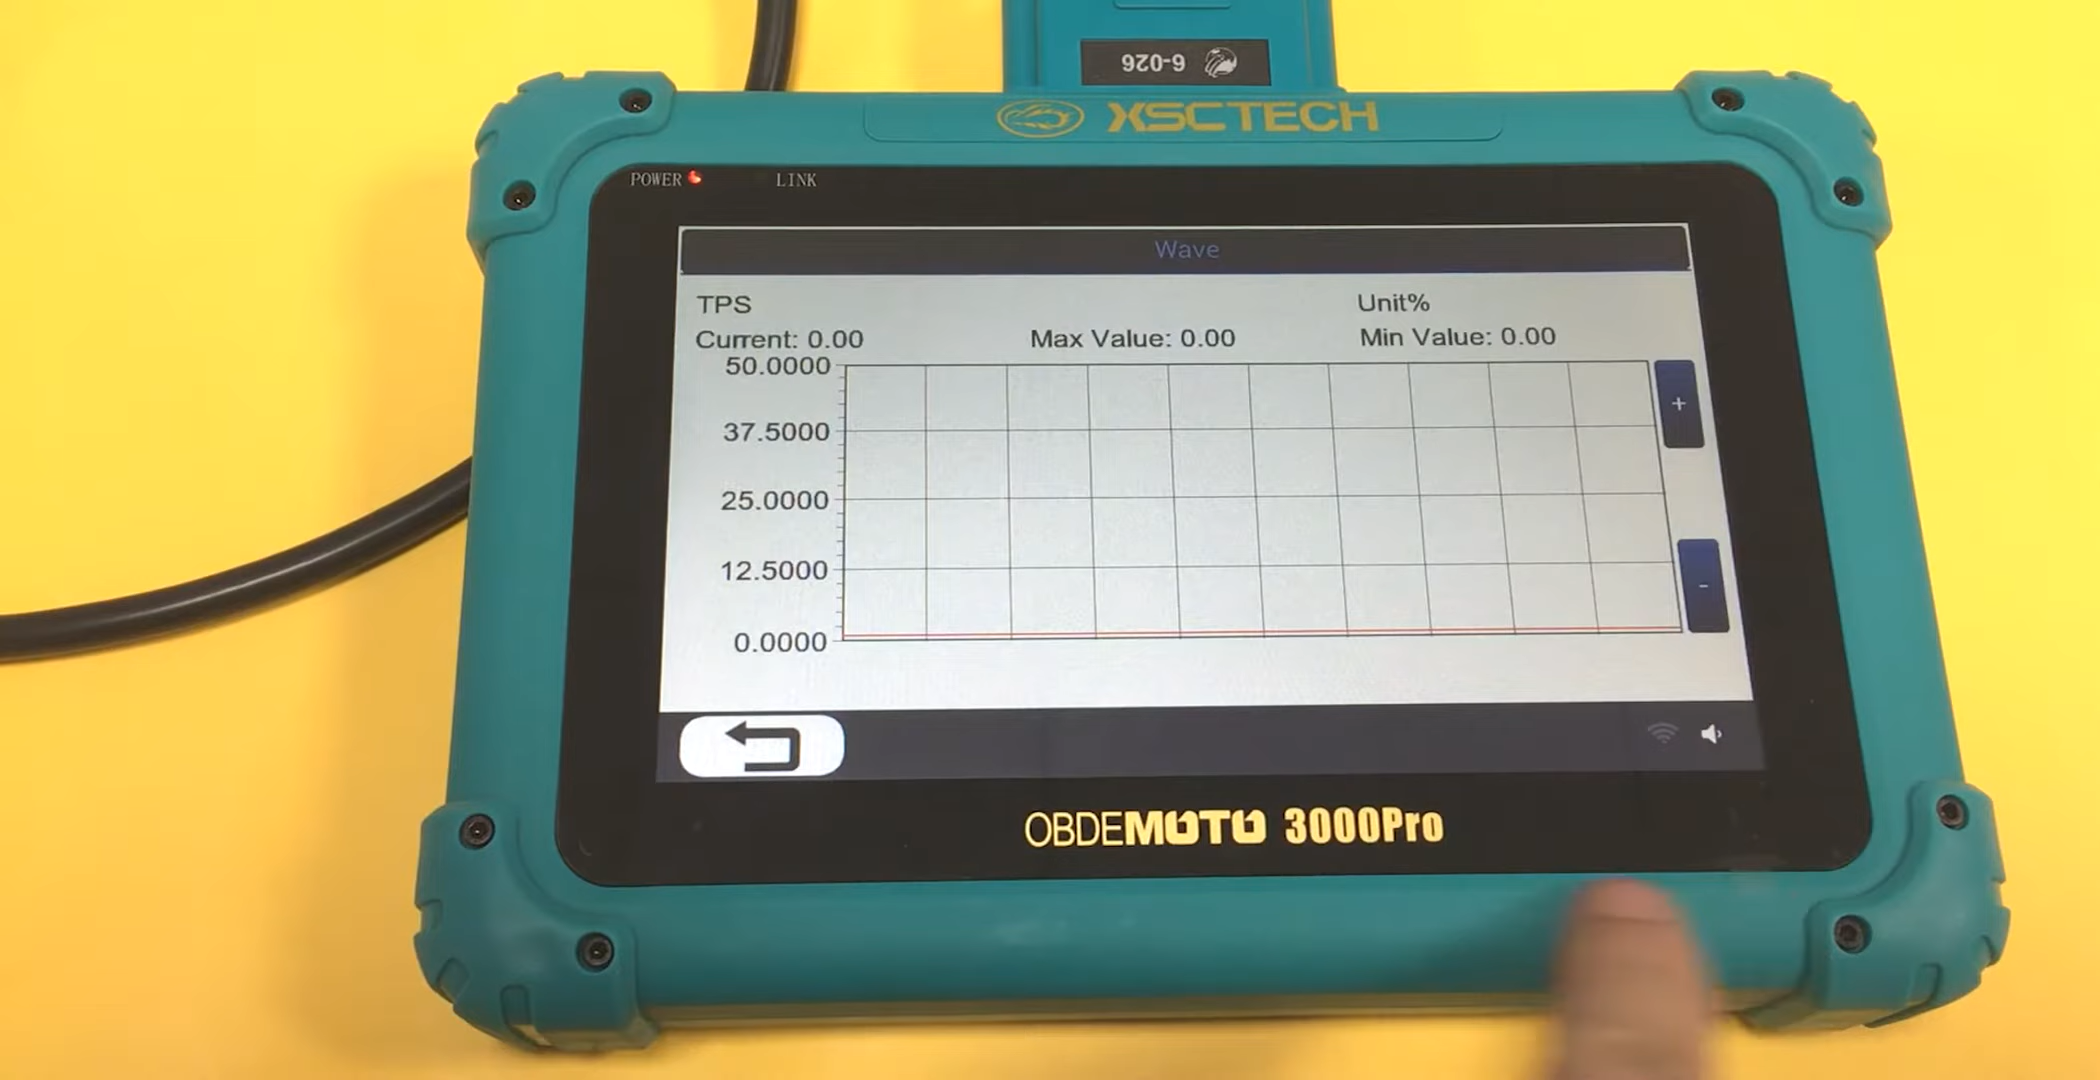 6-026
XSCTECH
POWER LINK
Wave
TPS Unit%
Current: 0.00 Max Value: 0.00 Min Value: 0.00
50.0000
+
37.5000
25.0000
12.5000
-
0.0000
OBDEMOTO 3000Pro